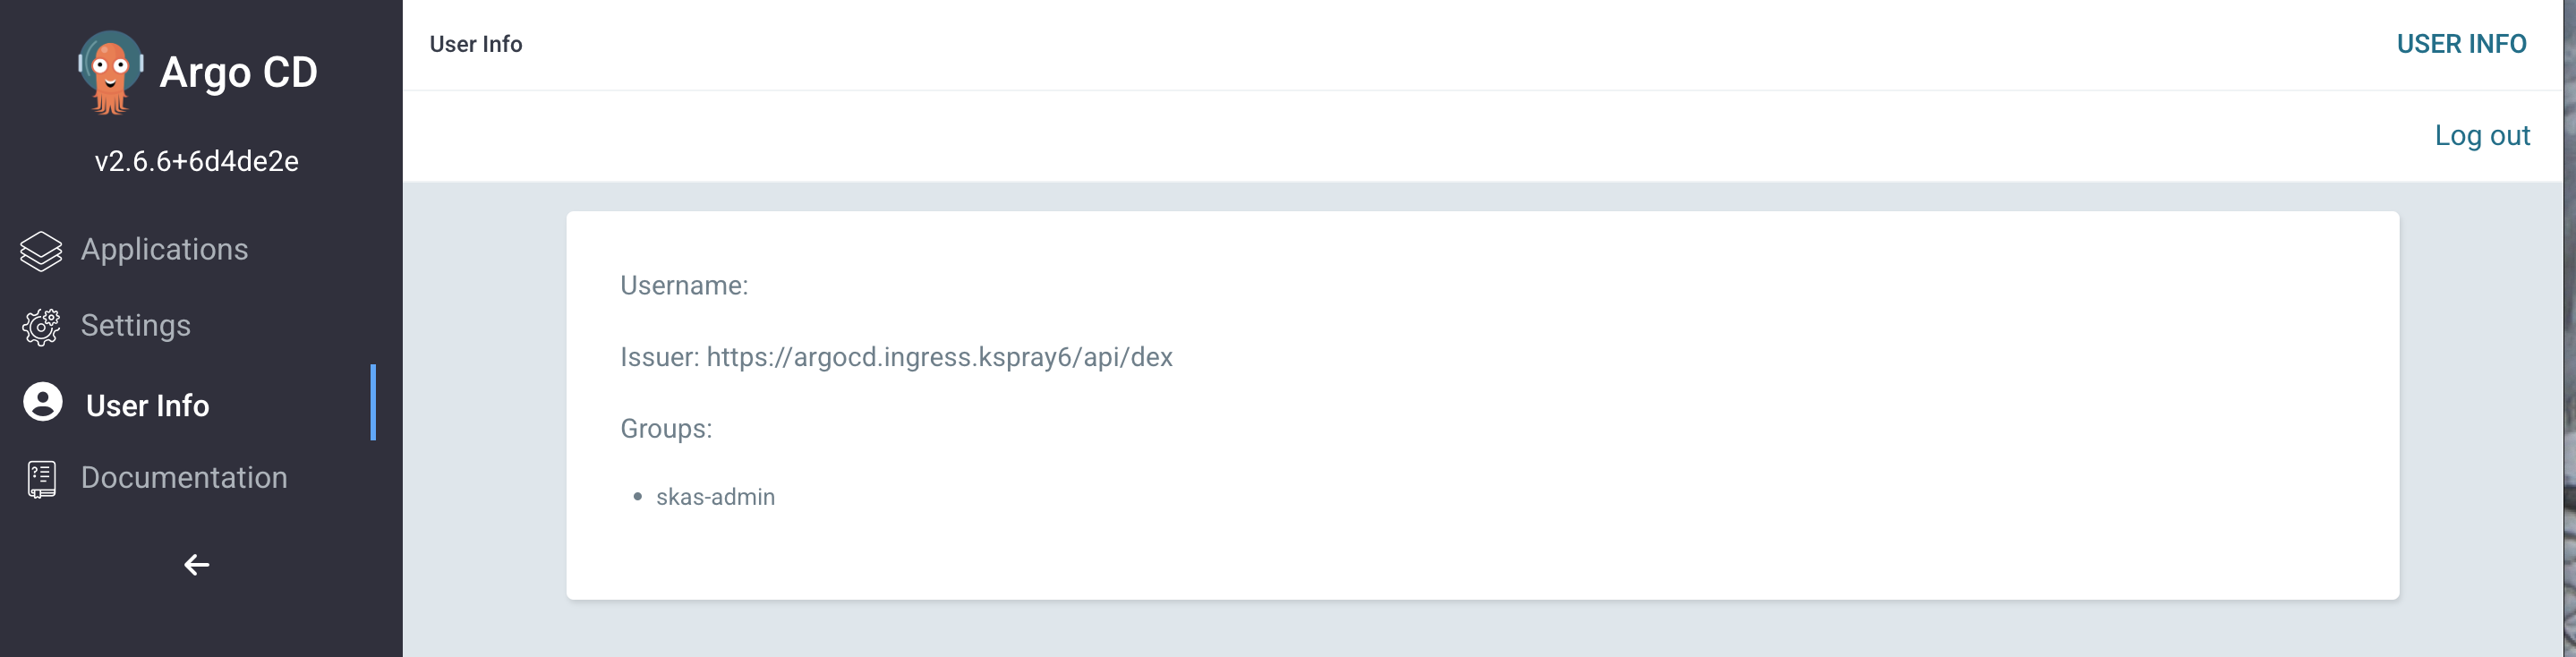 Argo CD
v2.6.6+6d4de2e
Applications
Settings
User Info
Documentation
User Info
USER INFO
Log out
Username:
Issuer: https://argocd.ingress.kspray6/api/dex
Groups:
• skas-admin